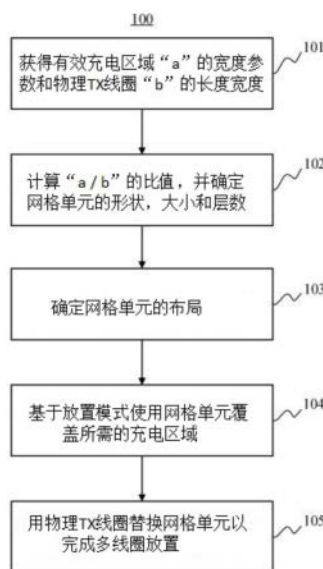 100
获得有效充电区域“a”的宽度参
数和物理TX线圈“b”的长度宽度
101
计算“a/b”的比值，并确定
网格单元的形状，大小和层数
102
确定网格单元的布局
103
基于放置模式使用网格单元覆
盖所需的充电区域
104
用物理TX线圈替换网格单元以
完成多线圈放置
105